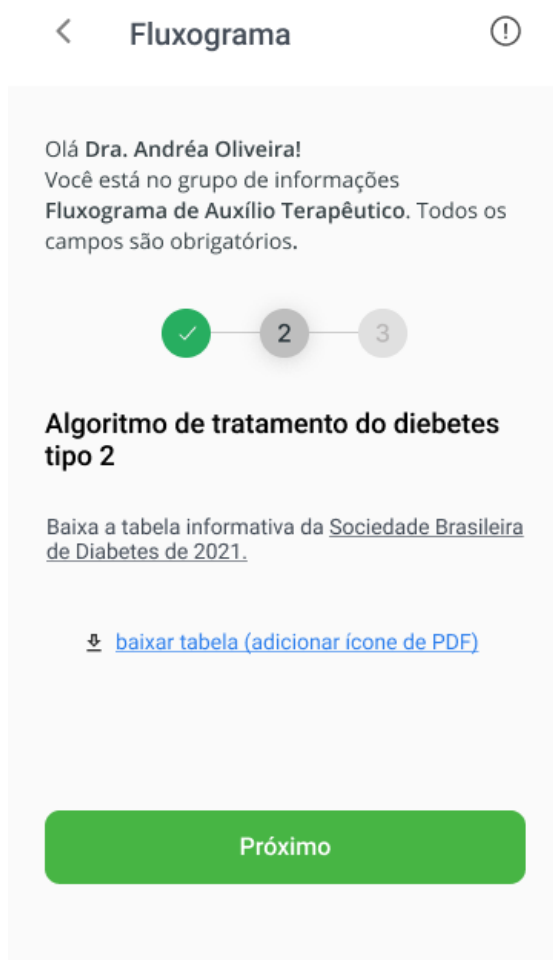 Fluxograma
Olá Dra. Andréa Oliveira!
Você está no grupo de informações
Fluxograma de Auxílio Terapêutico. Todos os
campos são obrigatórios.
2
3
Algoritmo de tratamento do diebetes
tipo 2
Baixa a tabela informativa da Sociedade Brasileira
de Diabetes de 2021.
baixar tabela (adicionar ícone de PDF)
Próximo